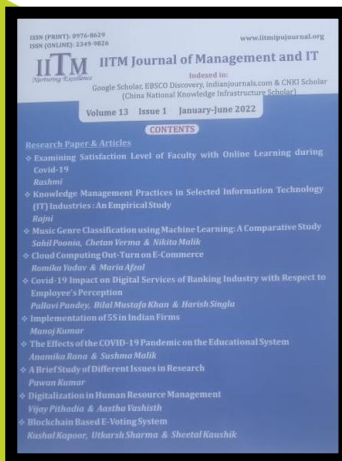 ISSN (PRINT): 0976-8629
ISSN (ONLINE): 2349-9826
www.iitmipujournal.org
IITM
Nurturing Excellence
IITM Journal of Management and IT
Indexed in:
Google Scholar, EBSCO Discovery, indianjournals.com & CNKI Scholar
(China National Knowledge Infrastructure Scholar)
Volume 13 Issue 1 January-June 2022
CONTENTS
Research Paper & Articles
Examining Satisfaction Level of Faculty with Online Learning during
Covid-19
Rashmi
Knowledge Management Practices in Selected Information Technology
(IT) Industries : An Empirical Study
Rajni
Music Genre Classification using Machine Learning: A Comparative Study
Sahil Poonia, Chetan Verma & Nikita Malik
Cloud Computing Out-Turn on E-Commerce
Romika Yadav & Maria Afzal
Covid-19 Impact on Digital Services of Banking Industry with Respect to
Employee's Perception
Pallavi Pandey, Bilal Mustafa Khan & Harish Singla
Implementation of 5S in Indian Firms
Manoj Kumar
The Effects of the COVID-19 Pandemic on the Educational System
Anamika Rana & Sushma Malik
A Brief Study of Different Issues in Research
Pawan Kumar
Digitalization in Human Resource Management
Vijay Pithadia & Aastha Vashisth
Blockchain Based E-Voting System
Kushal Kapoor, Utkarsh Sharma & Sheetal Kaushik